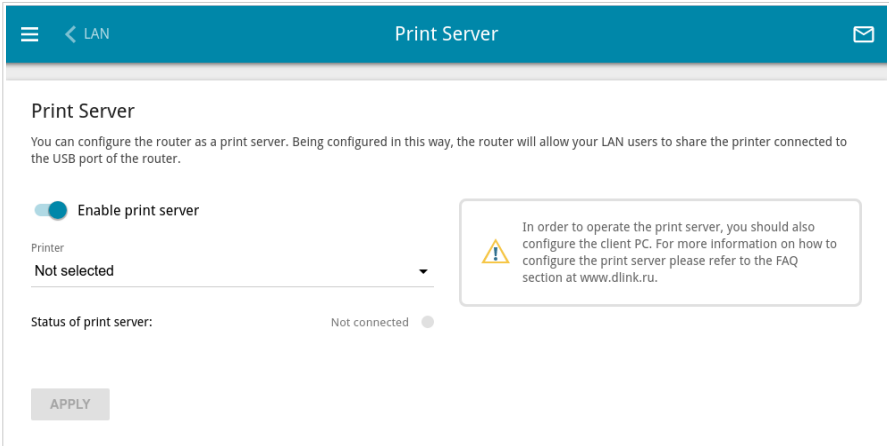 LAN
Print Server
Print Server
You can configure the router as a print server. Being configured in this way, the router will allow your LAN users to share the printer connected to
the USB port of the router.
Enable print server
In order to operate the print server, you should also
configure the client PC. For more information on how to
configure the print server please refer to the FAQ
section at www.dlink.ru.
Printer
Not selected
Status of print server:
Not connected
APPLY